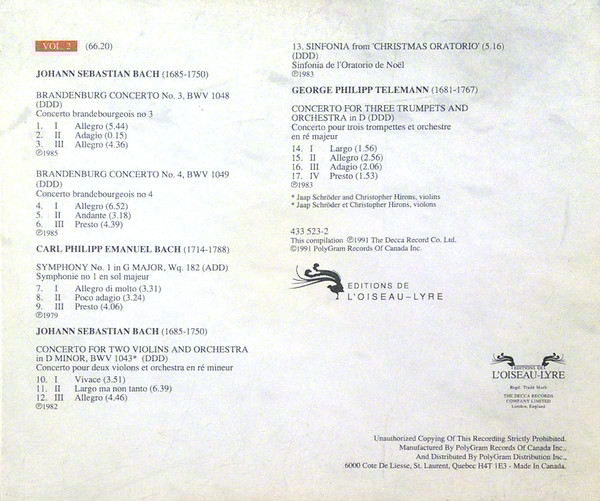 VOL. 2 (66.20)
JOHANN SEBASTIAN BACH (1685-1750)
BRANDENBURG CONCERTO No. 3, BWV 1048
(DDD)
Concerto brandebourgeois no 3
1. I Allegro (5.44)
2. II Adagio (0.15)
3. III Allegro (4.36)
℗1985
BRANDENBURG CONCERTO No. 4, BWV 1049
(DDD)
Concerto brandebourgeois no 4
4. I Allegro (6.52)
5. II Andante (3.18)
6. III Presto (4.39)
℗1985
CARL PHILIPP EMANUEL BACH (1714-1788)
SYMPHONY No. 1 in G MAJOR, Wq. 182 (ADD)
Symphonie no 1 en sol majeur
7. I Allegro di molto (3.31)
8. II Poco adagio (3.24)
9. III Presto (4.06)
℗1979
JOHANN SEBASTIAN BACH (1685-1750)
CONCERTO FOR TWO VIOLINS AND ORCHESTRA
in D MINOR, BWV 1043* (DDD)
Concerto pour deux violons et orchestra en ré mineur
10. I Vivace (3.51)
11. II Largo ma non tanto (6.39)
12. III Allegro (4.46)
℗1982
13. SINFONIA from 'CHRISTMAS ORATORIO' (5.16)
(DDD)
Sinfonia de l'Oratorio de Noël
℗1983
GEORGE PHILIPP TELEMANN (1681-1767)
CONCERTO FOR THREE TRUMPETS AND
ORCHESTRA in D (DDD)
Concerto pour trois trompettes et orchestre
en ré majeur
14. I Largo (1.56)
15. II Allegro (2.56)
16. III Adagio (2.06)
17. IV Presto (1.53)
℗1983
* Jaap Schröder and Christopher Hirons, violins
* Jaap Schröder et Christopher Hirons, violons
433 523-2
This compilation ℗1991 The Decca Record Co. Ltd.
©1991 PolyGram Records Of Canada Inc.
EDITIONS DE
L'OISEAU-LYRE
EDITIONS DE
L'OISEAU-LYRE
Regd. Trade Mark
THE DECCA RECORDS
COMPANY LIMITED
London, England
Unauthorized Copying Of This Recording Strictly Prohibited.
Manufactured By PolyGram Records Of Canada Inc.,
And Distributed By PolyGram Distribution Inc.,
6000 Cote De Liesse, St. Laurent, Quebec H4T 1E3 - Made In Canada.